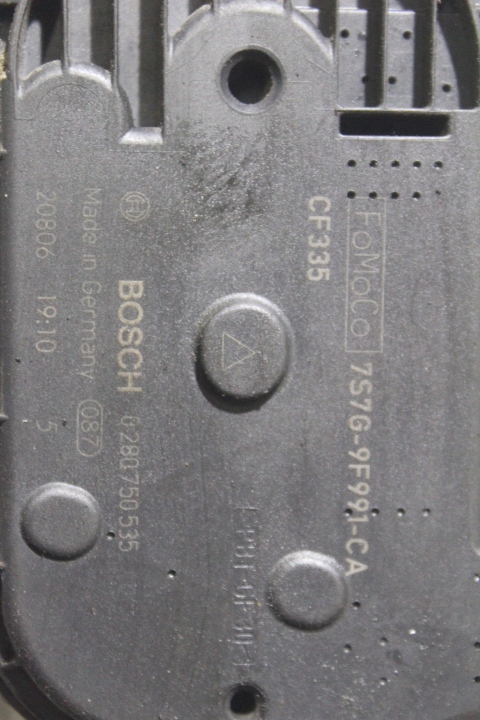 FoMoCo 7S7G-9F991-CA
CF335
BOSCH 0 280 750 535
Made in Germany 087
20806 19:10 5